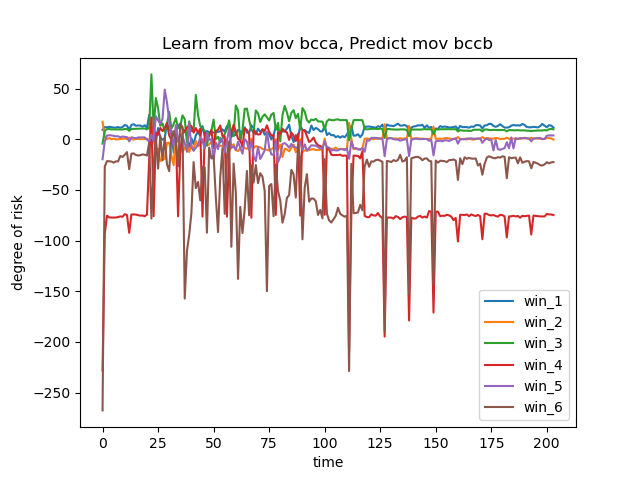 Learn from mov bcca, Predict mov bccb
degree of risk
50
0
−50
−100
−150
−200
−250
0 25 50 75 100 125 150 175 200
time
win_1
win_2
win_3
win_4
win_5
win_6